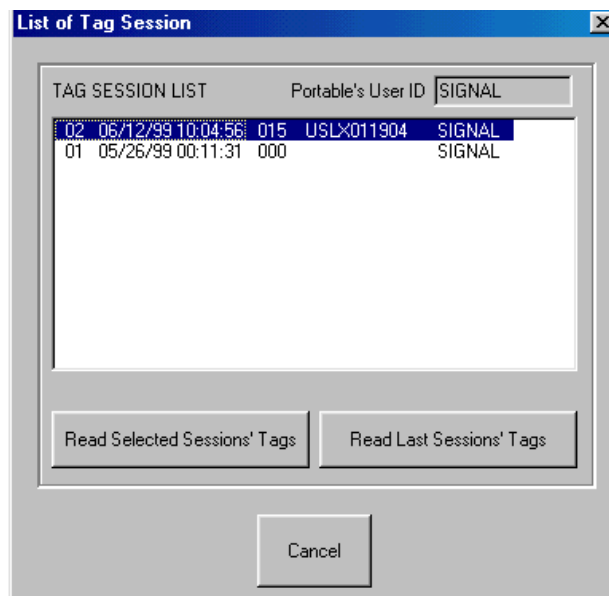 List of Tag Session
TAG SESSION LIST Portable's User ID SIGNAL
02 06/12/99 10:04:56 015 USLX011904 SIGNAL
01 05/26/99 00:11:31 000 SIGNAL
Read Selected Sessions' Tags Read Last Sessions' Tags
Cancel